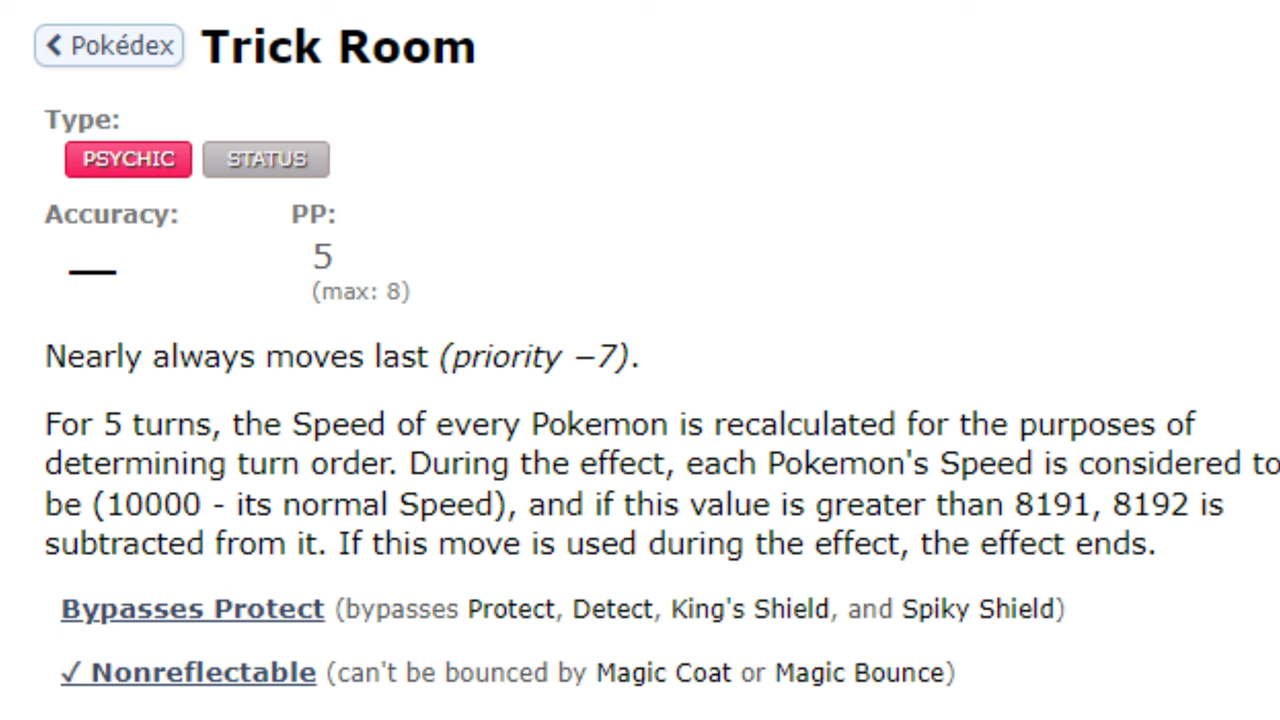 Pokédex Trick Room
Type:
PSYCHIC STATUS
Accuracy: PP:
— 5
(max: 8)
Nearly always moves last (priority −7).
For 5 turns, the Speed of every Pokemon is recalculated for the purposes of
determining turn order. During the effect, each Pokemon's Speed is considered to
be (10000 - its normal Speed), and if this value is greater than 8191, 8192 is
subtracted from it. If this move is used during the effect, the effect ends.
Bypasses Protect (bypasses Protect, Detect, King's Shield, and Spiky Shield)
✓ Nonreflectable (can't be bounced by Magic Coat or Magic Bounce)